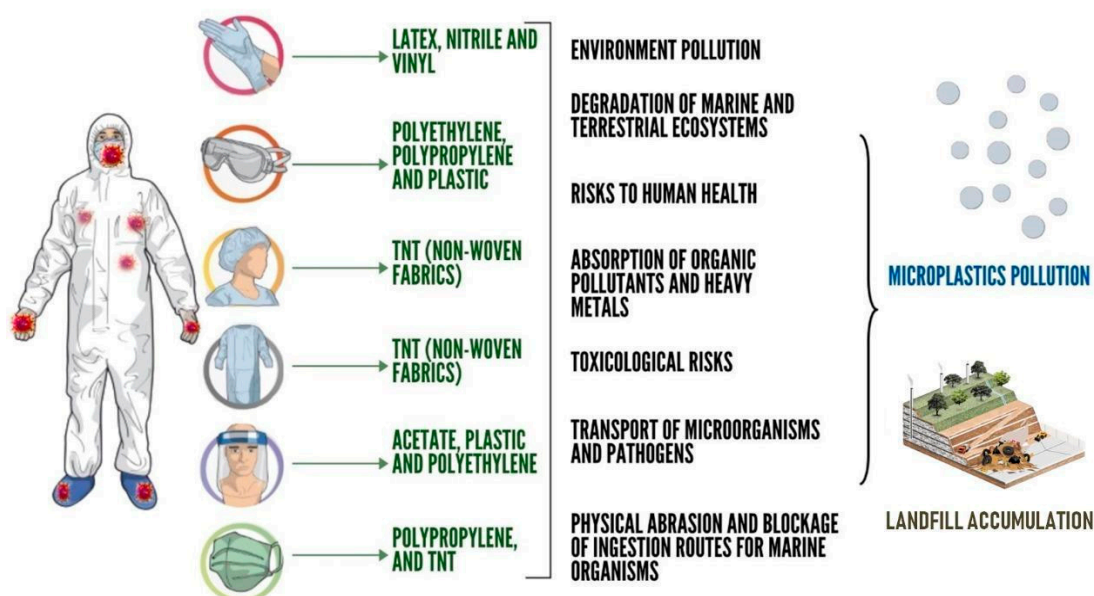 LATEX, NITRILE AND
VINYL
POLYETHYLENE,
POLYPROPYLENE
AND PLASTIC
TNT (NON-WOVEN
FABRICS)
TNT (NON-WOVEN
FABRICS)
ACETATE, PLASTIC
AND POLYETHYLENE
POLYPROPYLENE,
AND TNT
ENVIRONMENT POLLUTION
DEGRADATION OF MARINE AND
TERRESTRIAL ECOSYSTEMS
RISKS TO HUMAN HEALTH
ABSORPTION OF ORGANIC
POLLUTANTS AND HEAVY
METALS
TOXICOLOGICAL RISKS
TRANSPORT OF MICROORGANISMS
AND PATHOGENS
PHYSICAL ABRASION AND BLOCKAGE
OF INGESTION ROUTES FOR MARINE
ORGANISMS
MICROPLASTICS POLLUTION
LANDFILL ACCUMULATION